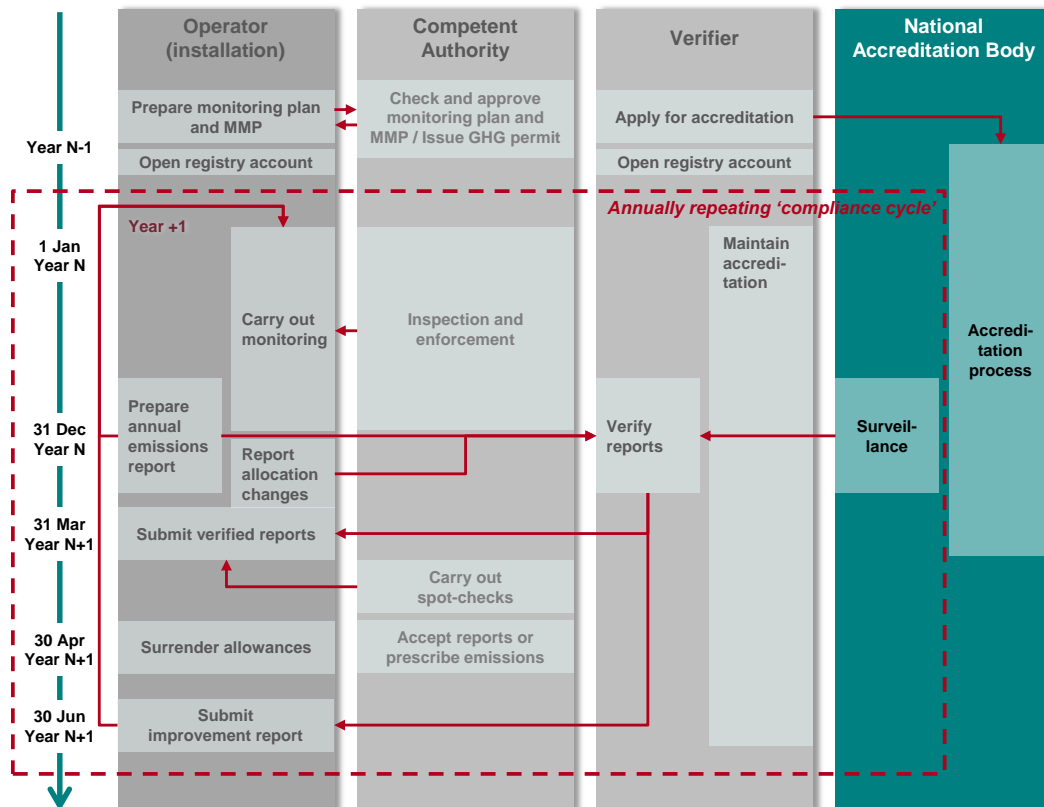 Operator
(installation)
Competent
Authority
Verifier
National
Accreditation Body
Prepare monitoring plan
and MMP
Check and approve
monitoring plan and
MMP / Issue GHG permit
Apply for accreditation
Year N-1
Open registry account
Open registry account
Annually repeating ‘compliance cycle’
Year +1
1 Jan
Year N
Maintain
accredi-
tation
Carry out
monitoring
Inspection and
enforcement
Accredi-
tation
process
31 Dec
Year N
Prepare
annual
emissions
report
Report
allocation
changes
Verify
reports
Surveil-
lance
31 Mar
Year N+1
Submit verified reports
Carry out
spot-checks
30 Apr
Year N+1
Surrender allowances
Accept reports or
prescribe emissions
30 Jun
Year N+1
Submit
improvement report